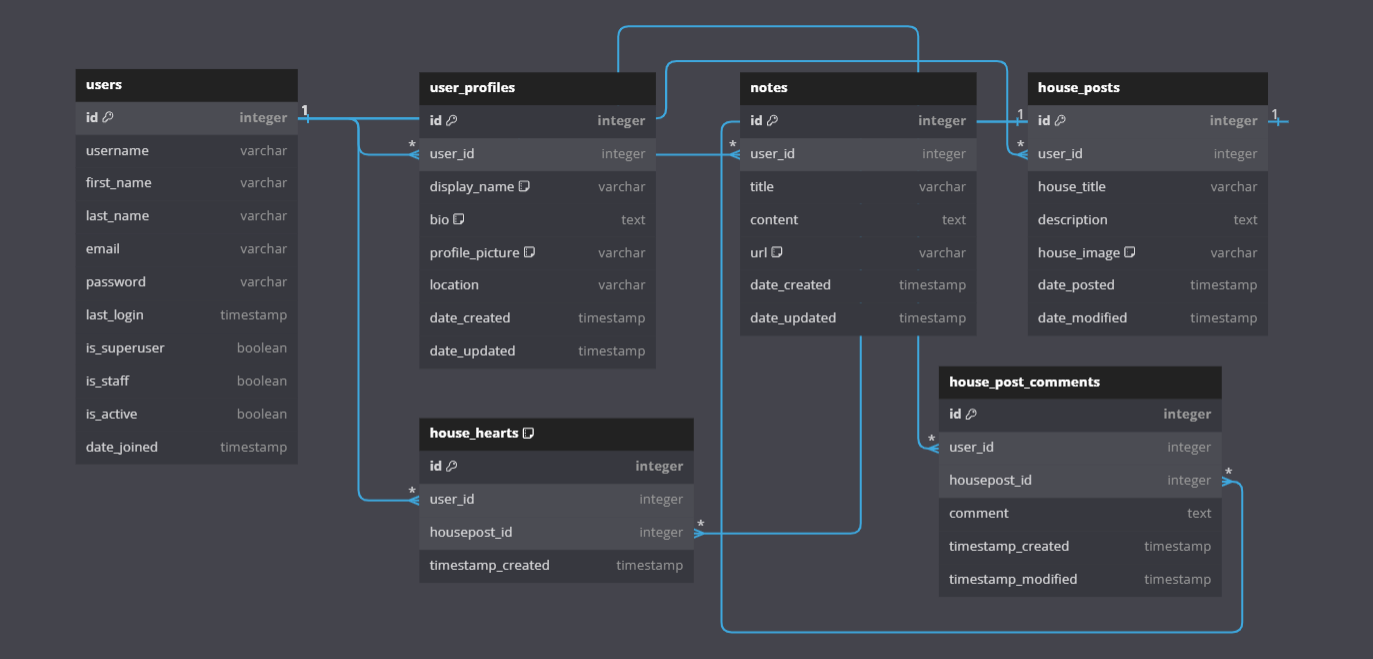 users
id integer
username varchar
first_name varchar
last_name varchar
email varchar
password varchar
last_login timestamp
is_superuser boolean
is_staff boolean
is_active boolean
date_joined timestamp
1
user_profiles
id integer
* user_id integer
display_name varchar
bio text
profile_picture varchar
location varchar
date_created timestamp
date_updated timestamp
notes
id integer
* user_id integer
title varchar
content text
url varchar
date_created timestamp
date_updated timestamp
house_posts
1 id integer 1
* user_id integer
house_title varchar
description text
house_image varchar
date_posted timestamp
date_modified timestamp
house_hearts
id integer
* user_id integer
housepost_id integer *
timestamp_created timestamp
house_post_comments
id integer
* user_id integer
housepost_id integer *
comment text
timestamp_created timestamp
timestamp_modified timestamp